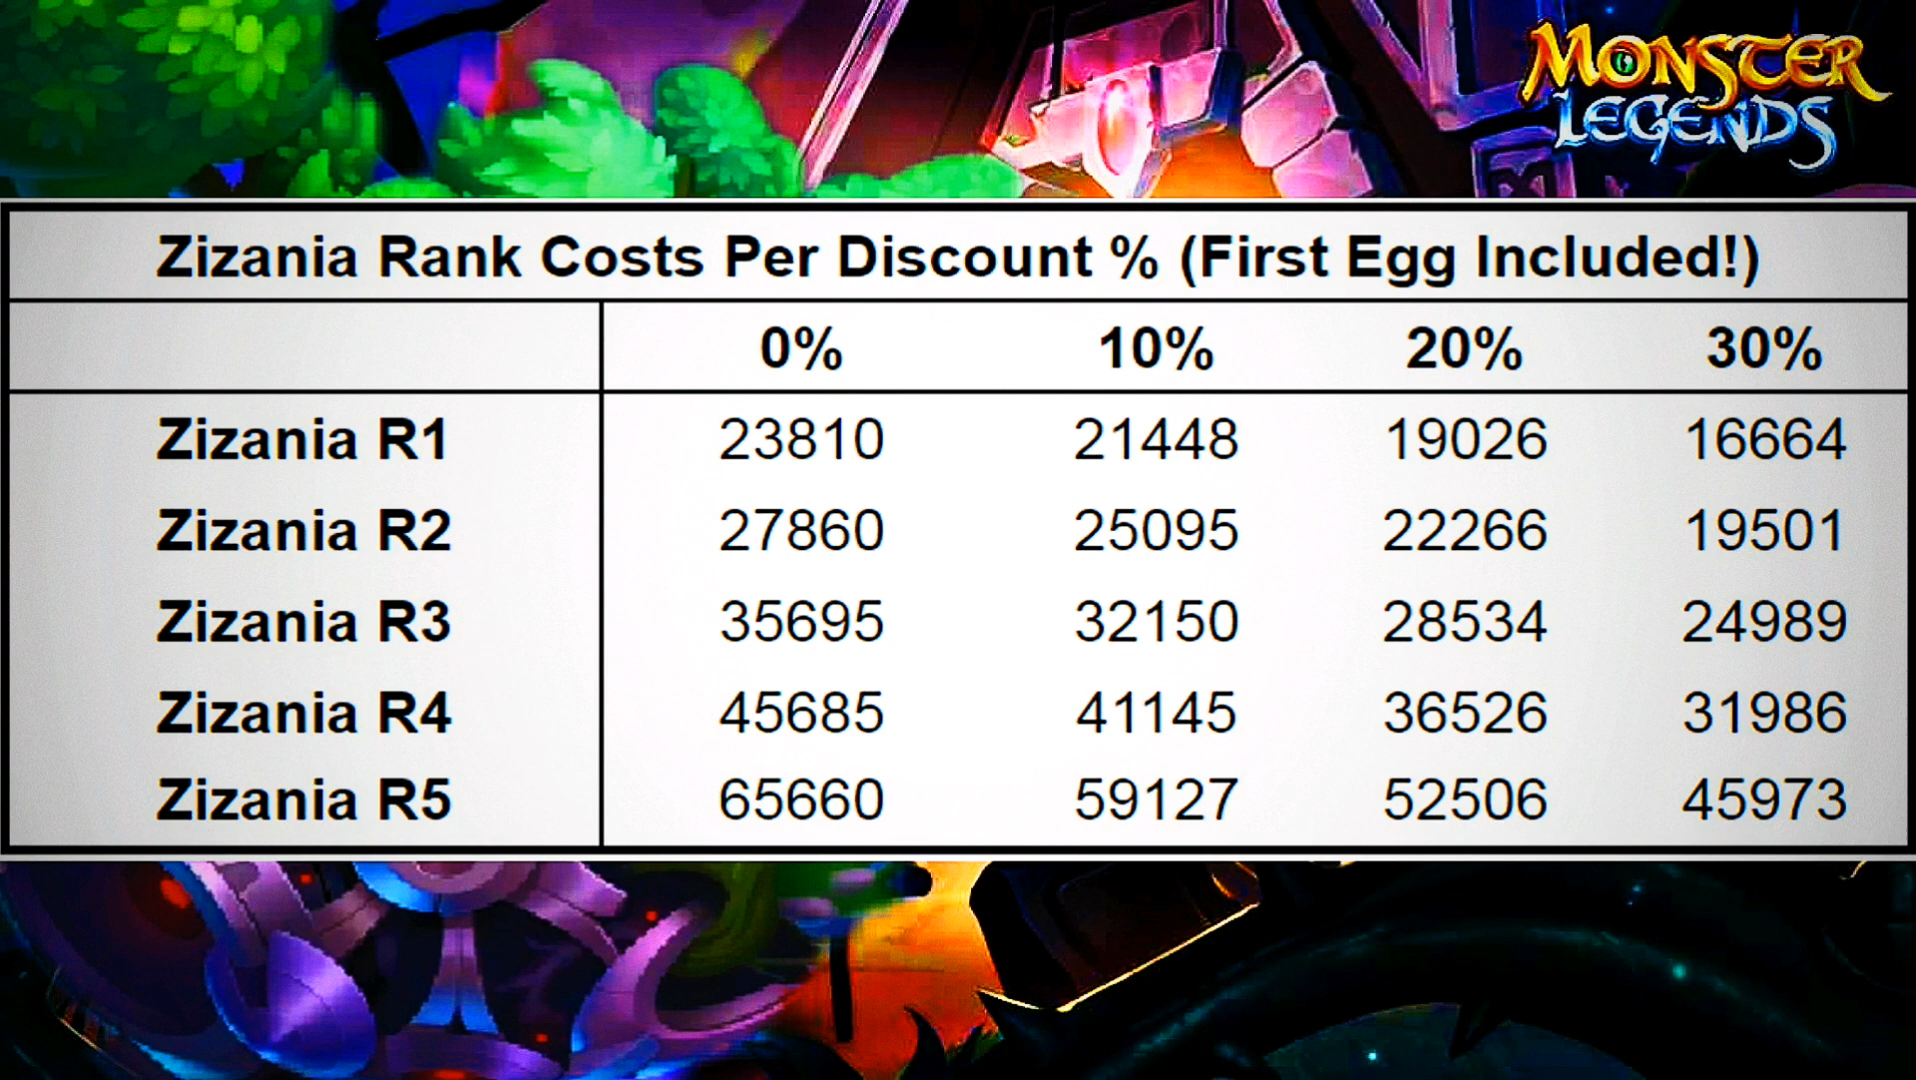 MONSTER
LEGENDS
Zizania Rank Costs Per Discount % (First Egg Included!)
0% 10% 20% 30%
Zizania R1 23810 21448 19026 16664
Zizania R2 27860 25095 22266 19501
Zizania R3 35695 32150 28534 24989
Zizania R4 45685 41145 36526 31986
Zizania R5 65660 59127 52506 45973